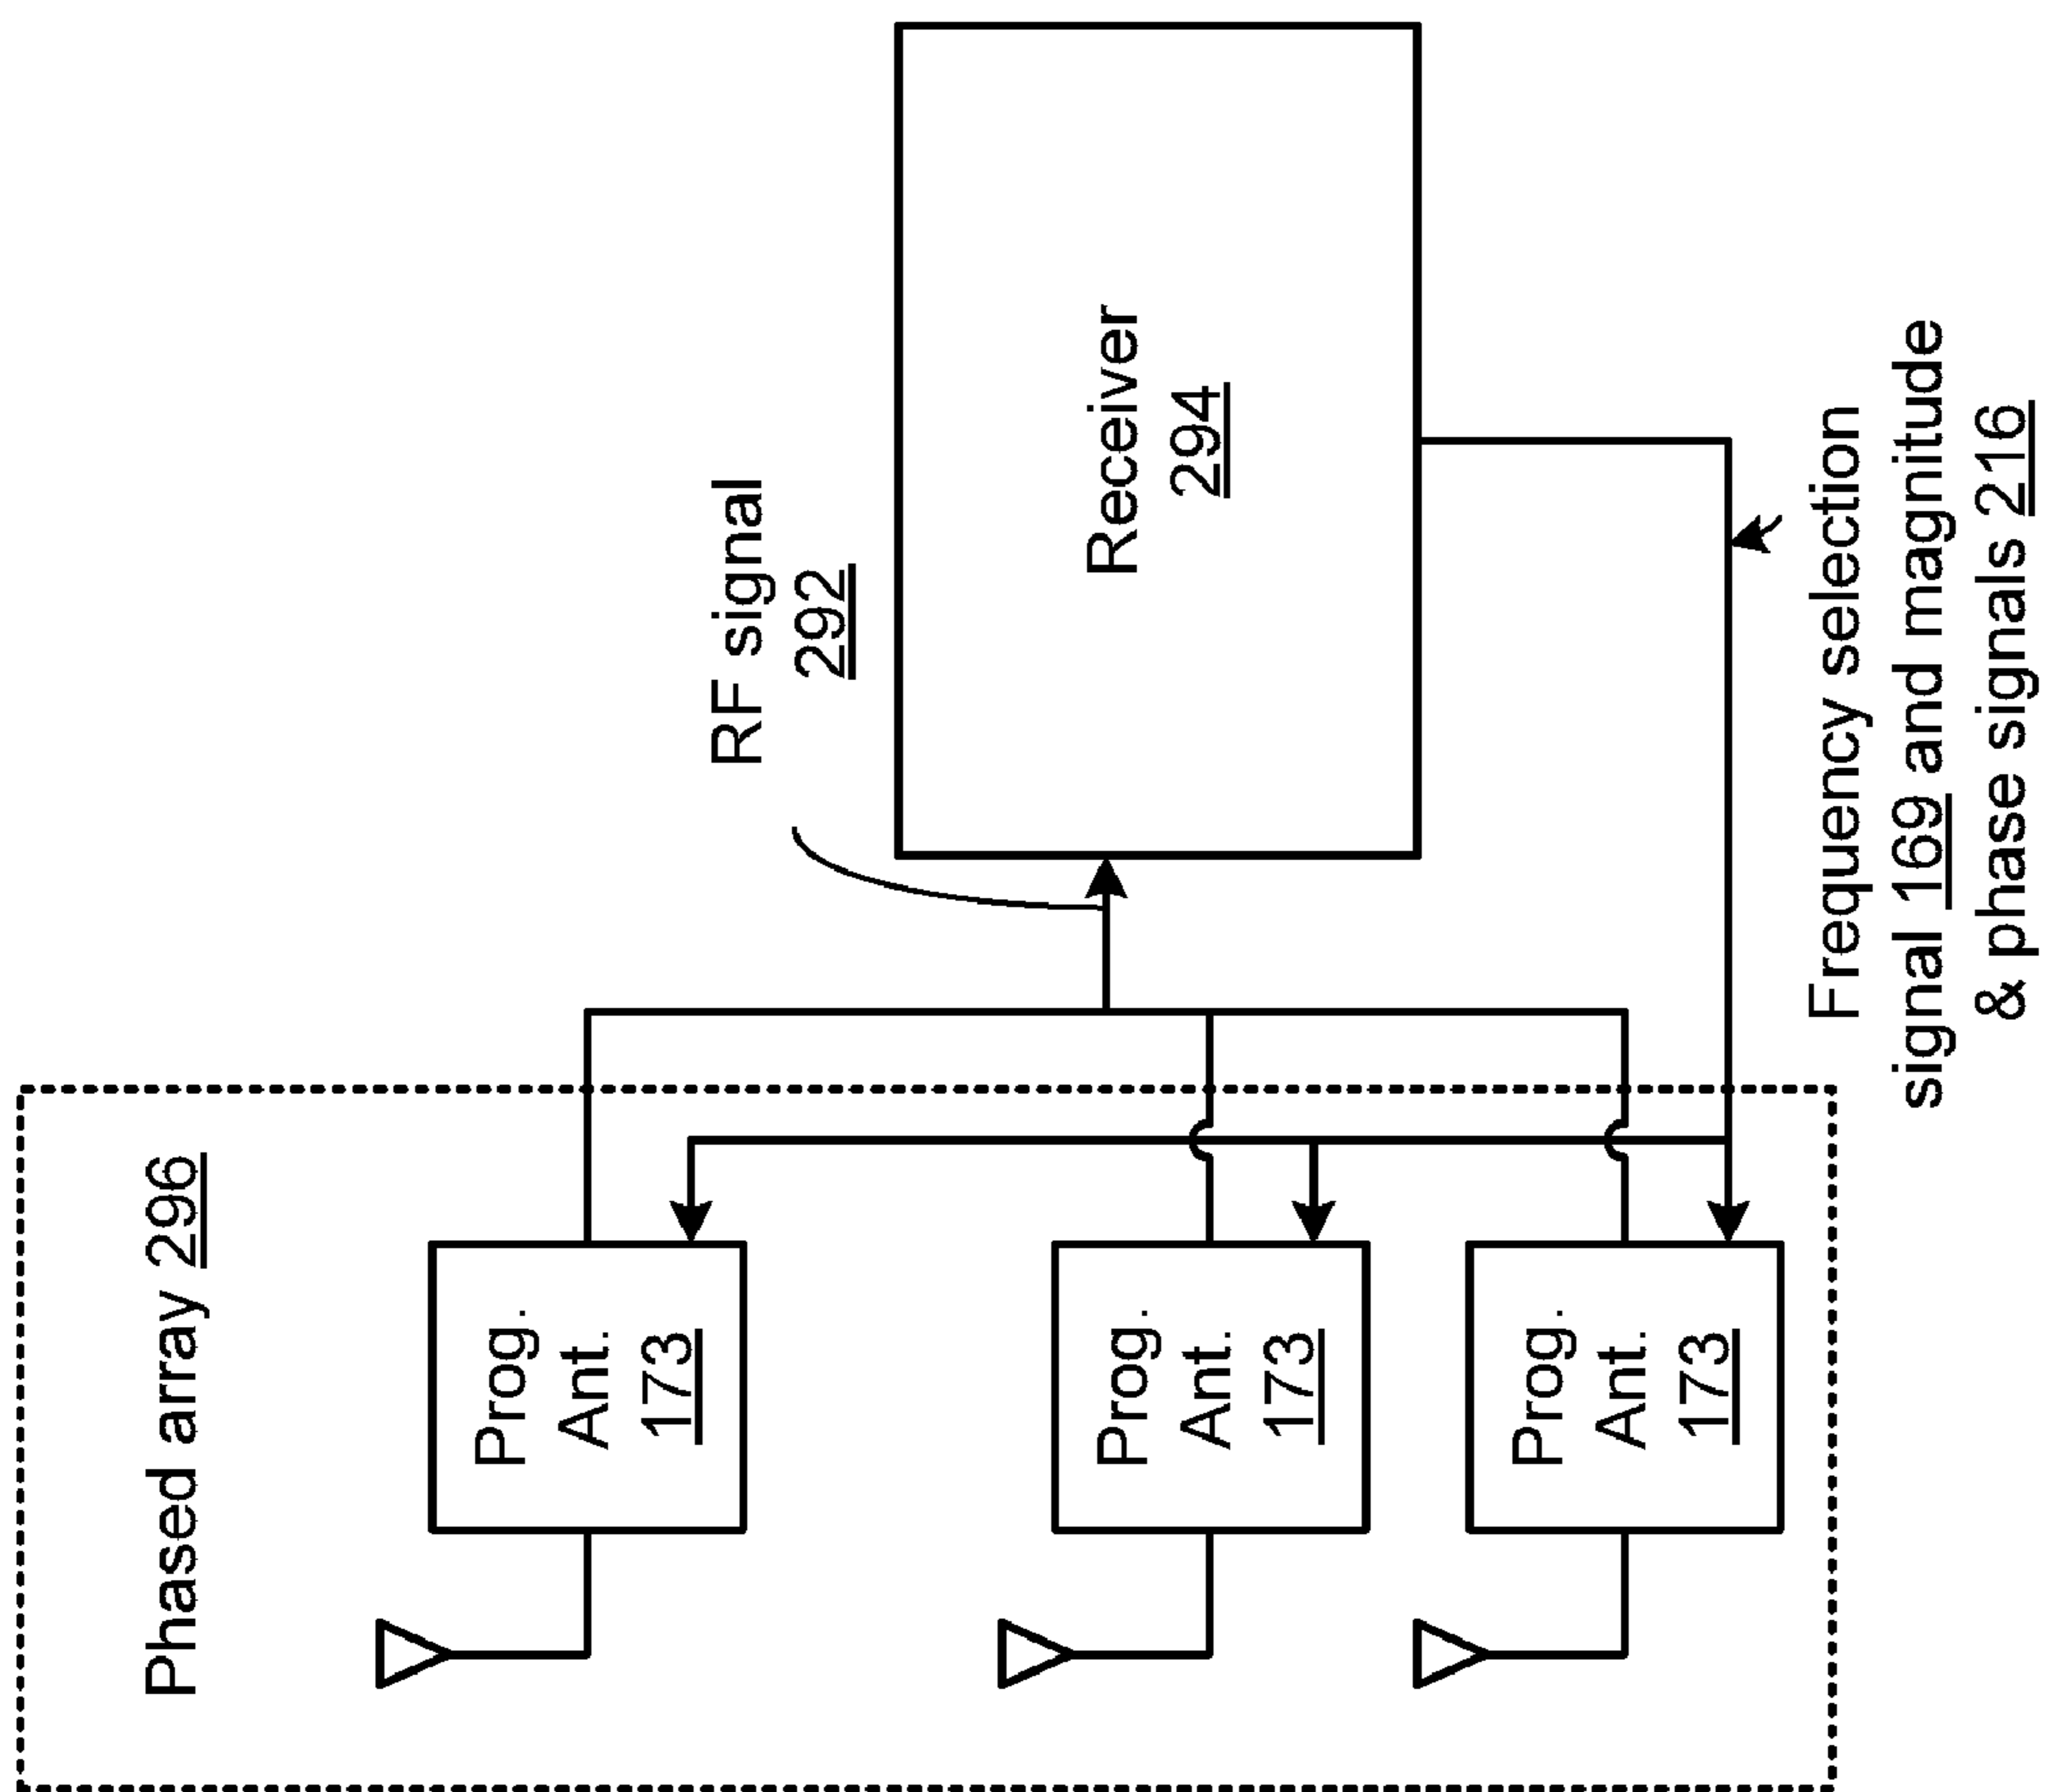 Phased array 296
Prog.
Ant.
173
Prog.
Ant.
173
Prog.
Ant.
173
RF signal
292
Receiver
294
Frequency selection
signal 169 and magnitude
& phase signals 216